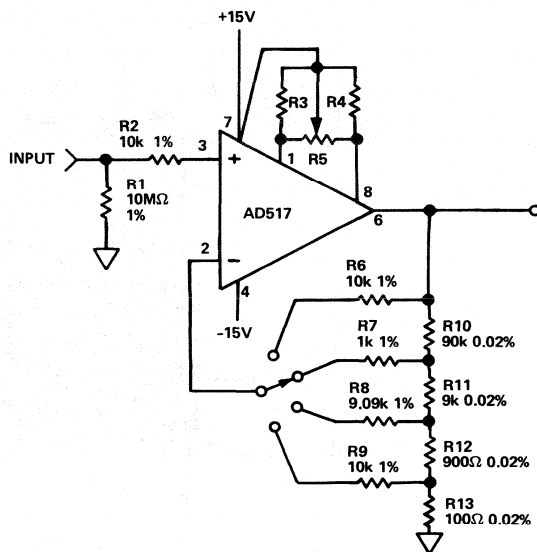 +15V
R3
R4
7
R2
10k 1%
3
INPUT
+
1
R5
R1
10MΩ
1%
8
AD517
6
2
−
4
-15V
R6
10k 1%
R7
1k 1%
R10
90k 0.02%
R8
9.09k 1%
R11
9k 0.02%
R9
10k 1%
R12
900Ω 0.02%
R13
100Ω 0.02%